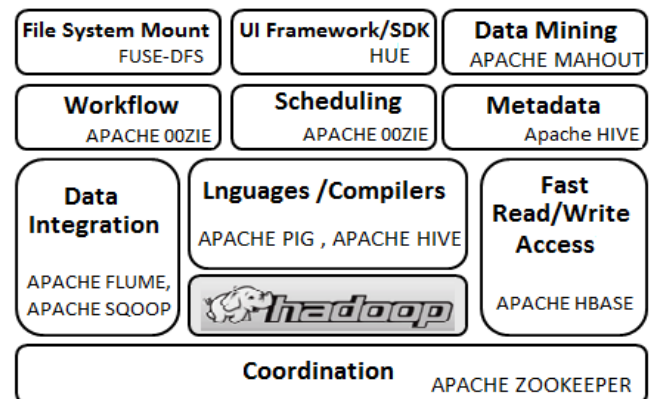 File System Mount
FUSE-DFS
UI Framework/SDK
HUE
Data Mining
APACHE MAHOUT
Workflow
APACHE 00ZIE
Scheduling
APACHE 00ZIE
Metadata
Apache HIVE
Data
Integration
APACHE FLUME,
APACHE SQOOP
Lnguages /Compilers
APACHE PIG , APACHE HIVE
hadoop
Fast
Read/Write
Access
APACHE HBASE
Coordination
APACHE ZOOKEEPER